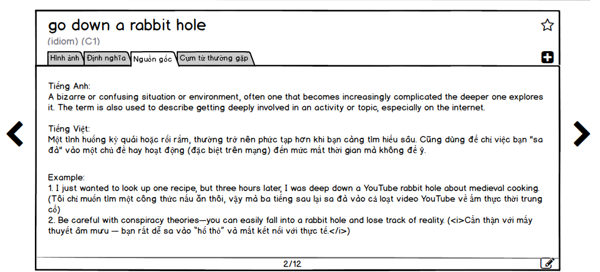 go down a rabbit hole
(idiom) (C1)
Hình ảnh Định nghĩa Nguồn gốc Cụm từ thường gặp
Tiếng Anh:
A bizarre or confusing situation or environment, often one that becomes increasingly complicated the deeper one explores
it. The term is also used to describe getting deeply involved in an activity or topic, especially on the internet.
Tiếng Việt:
Một tình huống kỳ quái hoặc rối rắm, thường trở nên phức tạp hơn khi bạn càng tìm hiểu sâu. Cũng dùng để chỉ việc bạn "sa
đà" vào một chủ đề hay hoạt động (đặc biệt trên mạng) đến mức mất thời gian mà không để ý.
Example:
1. I just wanted to look up one recipe, but three hours later, I was deep down a YouTube rabbit hole about medieval cooking.
(Tôi chỉ muốn tìm một công thức nấu ăn thôi, vậy mà ba tiếng sau lại sa đà vào cả loạt video YouTube về ẩm thực thời trung
cổ)
2. Be careful with conspiracy theories—you can easily fall into a rabbit hole and lose track of reality. (<i>Cẩn thận với mấy
thuyết âm mưu — bạn rất dễ sa vào "hố thỏ" và mất kết nối với thực tế.</i>)
2/12